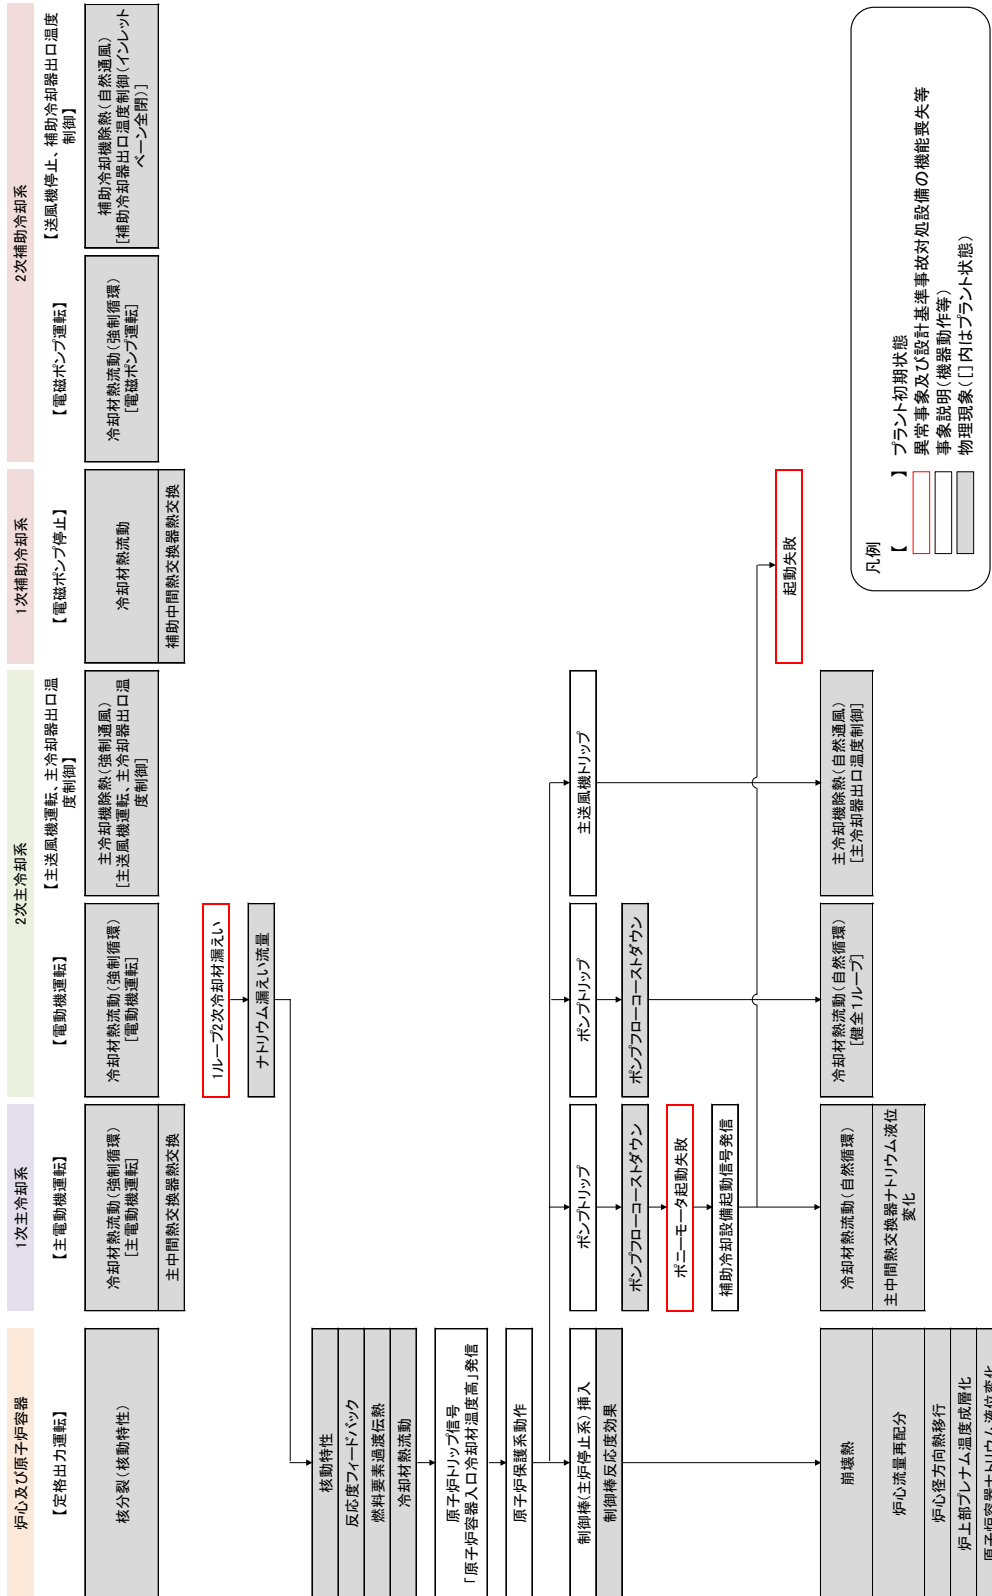 炉心及び原子炉容器
1次主冷却系
2次主冷却系
1次補助冷却系
2次補助冷却系
【定格出力運転】
【主電動機運転】
【電動機運転】
【主送風機運転、主冷却器出口温
度制御】
【電磁ポンプ停止】
【電磁ポンプ運転】
【送風機停止、補助冷却器出口温度
制御】
核分裂(核動特性)
冷却材熱流動(強制循環)
[主電動機運転]
主中間熱交換器熱交換
冷却材熱流動(強制循環)
[電動機運転]
主冷却機除熱(強制通風)
[主送風機運転、主冷却器出口温
度制御]
冷却材熱流動
補助中間熱交換器熱交換
冷却材熱流動(強制循環)
[電磁ポンプ運転]
補助冷却機除熱(自然通風)
[補助冷却器出口温度制御(インレット
ベーン全閉)]
1ループ2次冷却材漏えい
ナトリウム漏えい流量
核動特性
反応度フィードバック
燃料要素過渡伝熱
冷却材熱流動
原子炉トリップ信号
「原子炉容器入口冷却材温度高」発信
原子炉保護系動作
制御棒(主炉停止系)挿入
制御棒反応度効果
ポンプトリップ
ポンプフローコーストダウン
ポニーモータ起動失敗
補助冷却設備起動信号発信
ポンプトリップ
ポンプフローコーストダウン
主送風機トリップ
起動失敗
崩壊熱
炉心流量再配分
炉心径方向熱移行
炉上部プレナム温度成層化
原子炉容器ナトリウム液位変化
冷却材熱流動(自然循環)
主中間熱交換器ナトリウム液位
変化
冷却材熱流動(自然循環)
[健全1ループ]
主冷却機除熱(自然通風)
[主冷却器出口温度制御]
凡例
【 】 プラント初期状態
異常事象及び設計基準事故対処設備の機能喪失等
事象説明(機器動作等)
物理現象([]内はプラント状態)